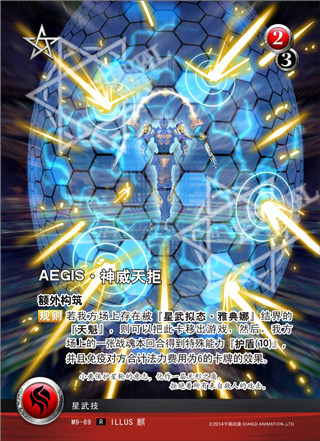 2
3
AEGIS·神威天拒
额外构筑
规则 若我方场上存在被『星武拟态·雅典娜』结界的
『天魁』，则可以把此卡移出游戏。然后，我方
场上的一张战魂本回合得到特殊能力『护盾(10)』，
并且免疫对方合计法力费用为6的卡牌的效果。
星武技
M9-69 R ILLUS 麒
©2014千骐动漫 QIANQI ANIMATION.,LTD